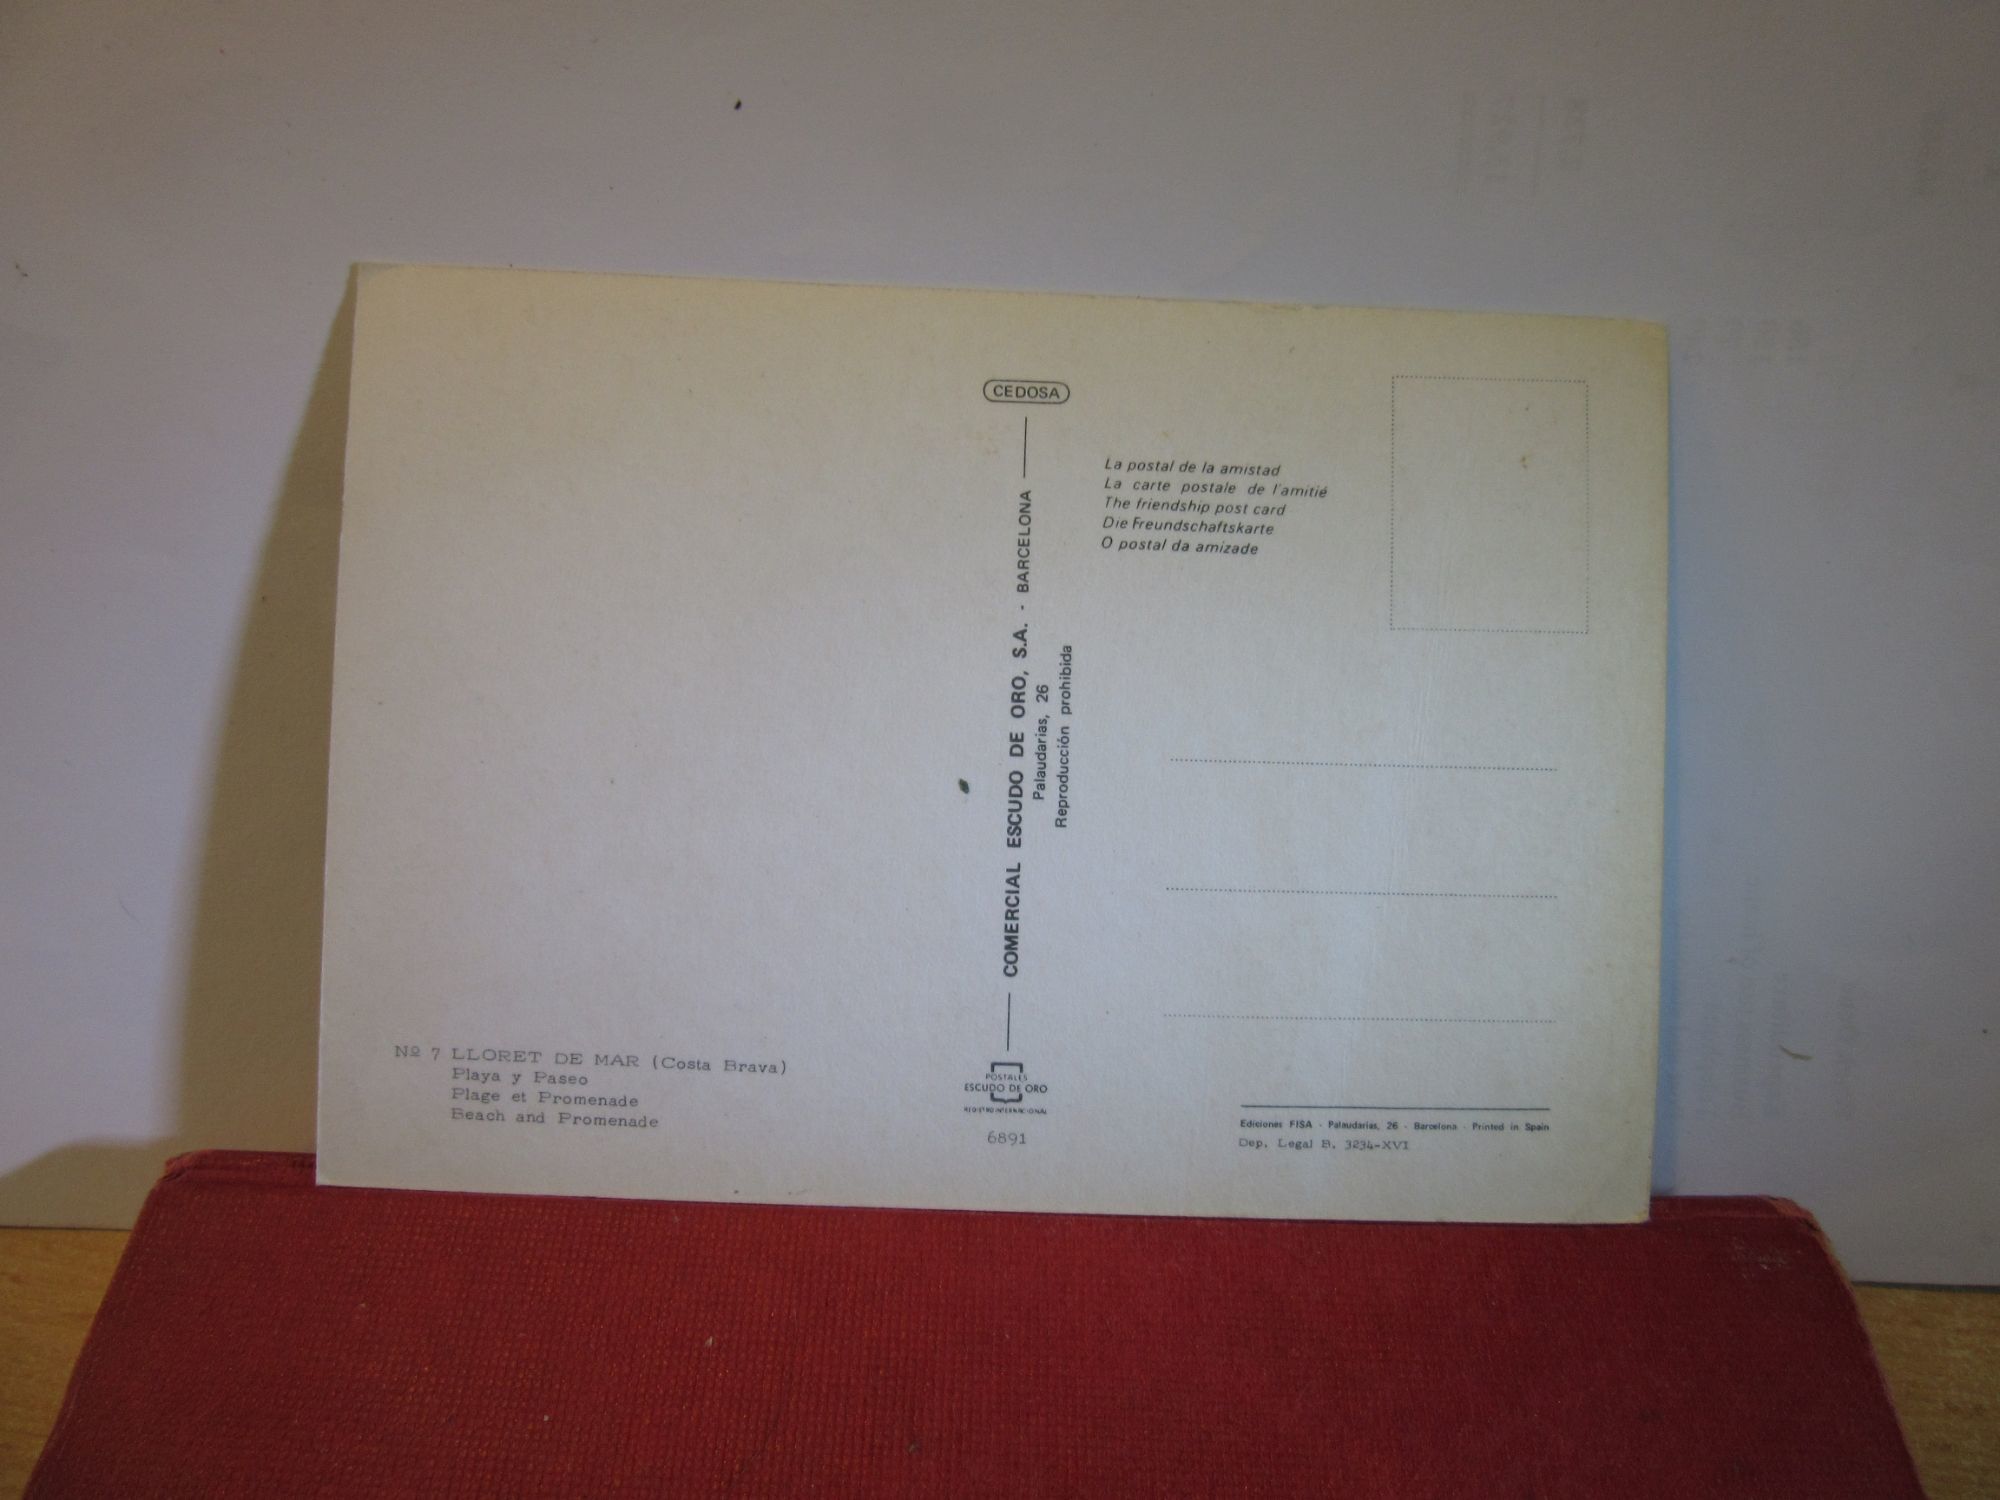 CEDOSA
La postal de la amistad
La carte postale de l'amitié
The friendship post card
Die Freundschaftskarte
O postal da amizade
COMERCIAL ESCUDO DE ORO, S.A. - BARCELONA
Palaudarias, 26
Reproducción prohibida
Nº 7 LLORET DE MAR (Costa Brava)
Playa y Paseo
Plage et Promenade
Beach and Promenade
POSTALES
ESCUDO DE ORO
REGISTRO INTERNACIONAL
6891
Ediciones FISA - Palaudarias, 26 - Barcelona - Printed in Spain
Dep. Legal B. 3234-XVI